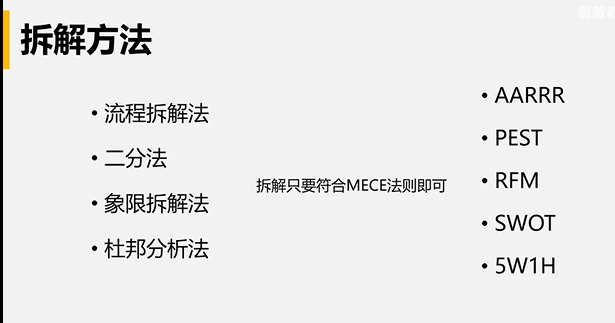 拆解方法
• 流程拆解法
• 二分法
• 象限拆解法
• 杜邦分析法
拆解只要符合MECE法则即可
• AARRR
• PEST
• RFM
• SWOT
• 5W1H